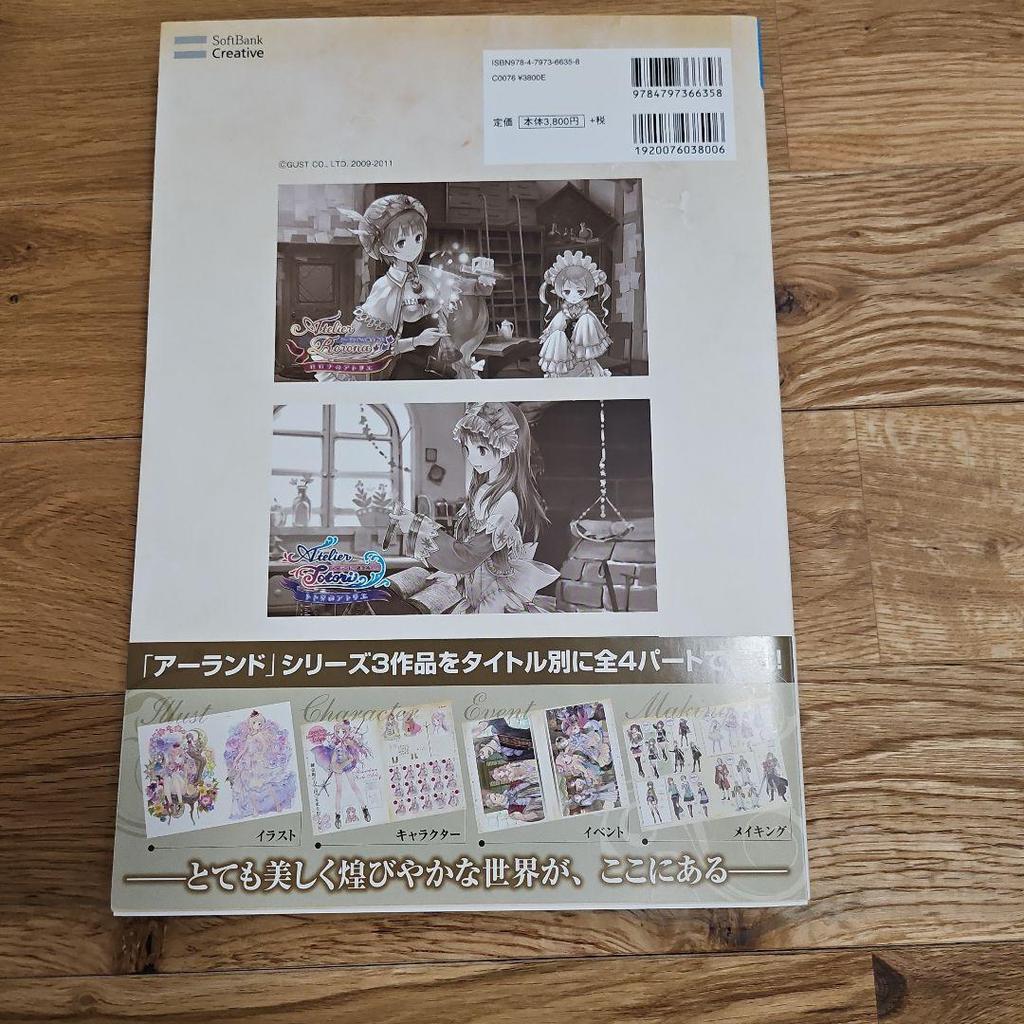 SoftBank
Creative
ISBN978-4-7973-6635-8
C0076 ¥3800E
9784797366358
定価 本体3,800円 +税
1920076038006
©GUST CO., LTD. 2009-2011
Atelier
Rorona
ロロナのアトリエ
Atelier
Totori
トトリのアトリエ
「アーランド」シリーズ3作品をタイトル別に全4パートで!
Illust
Character
Event
Making
イラスト
キャラクター
イベント
メイキング
──とても美しく煌びやかな世界が、ここにある──